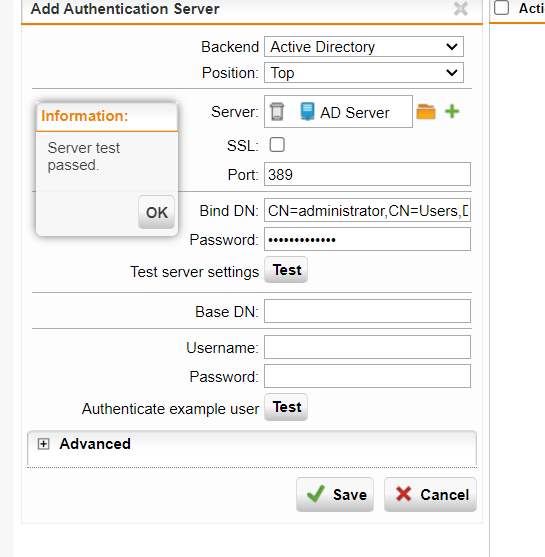 Add Authentication Server
Acti
Backend Active Directory
Position: Top
Information:
Server test
passed.
OK
Server: AD Server
SSL:
Port: 389
Bind DN: CN=administrator,CN=Users,D
Password: •••••••••••••
Test server settings Test
Base DN:
Username:
Password:
Authenticate example user Test
Advanced
Save Cancel